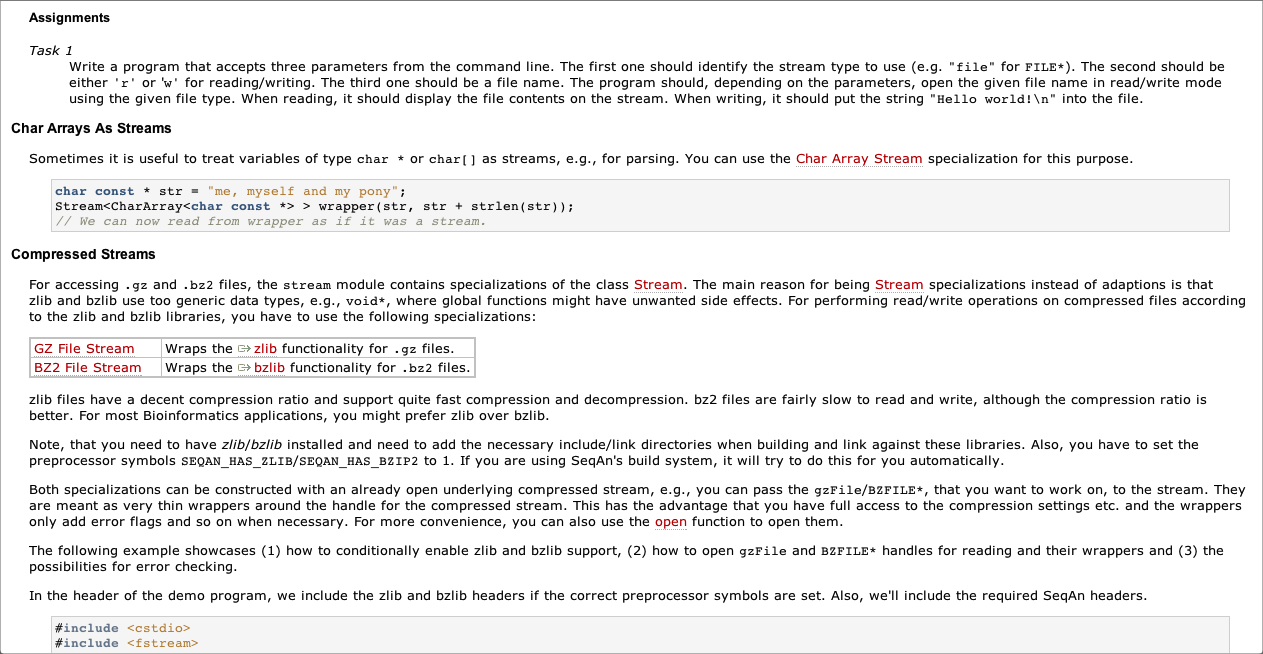 Assignments
Task 1
Write a program that accepts three parameters from the command line. The first one should identify the stream type to use (e.g. "file" for FILE*). The second should be
either 'r' or 'w' for reading/writing. The third one should be a file name. The program should, depending on the parameters, open the given file name in read/write mode
using the given file type. When reading, it should display the file contents on the stream. When writing, it should put the string "Hello world!\n" into the file.
Char Arrays As Streams
Sometimes it is useful to treat variables of type char * or char[] as streams, e.g., for parsing. You can use the Char Array Stream specialization for this purpose.
char const * str = "me, myself and my pony";
Stream<CharArray<char const *> > wrapper(str, str + strlen(str));
// We can now read from wrapper as if it was a stream.
Compressed Streams
For accessing .gz and .bz2 files, the stream module contains specializations of the class Stream. The main reason for being Stream specializations instead of adaptions is that
zlib and bzlib use too generic data types, e.g., void*, where global functions might have unwanted side effects. For performing read/write operations on compressed files according
to the zlib and bzlib libraries, you have to use the following specializations:
GZ File Stream Wraps the zlib functionality for .gz files.
BZ2 File Stream Wraps the bzlib functionality for .bz2 files.
zlib files have a decent compression ratio and support quite fast compression and decompression. bz2 files are fairly slow to read and write, although the compression ratio is
better. For most Bioinformatics applications, you might prefer zlib over bzlib.
Note, that you need to have zlib/bzlib installed and need to add the necessary include/link directories when building and link against these libraries. Also, you have to set the
preprocessor symbols SEQAN_HAS_ZLIB/SEQAN_HAS_BZIP2 to 1. If you are using SeqAn's build system, it will try to do this for you automatically.
Both specializations can be constructed with an already open underlying compressed stream, e.g., you can pass the gzFile/BZFILE*, that you want to work on, to the stream. They
are meant as very thin wrappers around the handle for the compressed stream. This has the advantage that you have full access to the compression settings etc. and the wrappers
only add error flags and so on when necessary. For more convenience, you can also use the open function to open them.
The following example showcases (1) how to conditionally enable zlib and bzlib support, (2) how to open gzFile and BZFILE* handles for reading and their wrappers and (3) the
possibilities for error checking.
In the header of the demo program, we include the zlib and bzlib headers if the correct preprocessor symbols are set. Also, we'll include the required SeqAn headers.
#include <cstdio>
#include <fstream>